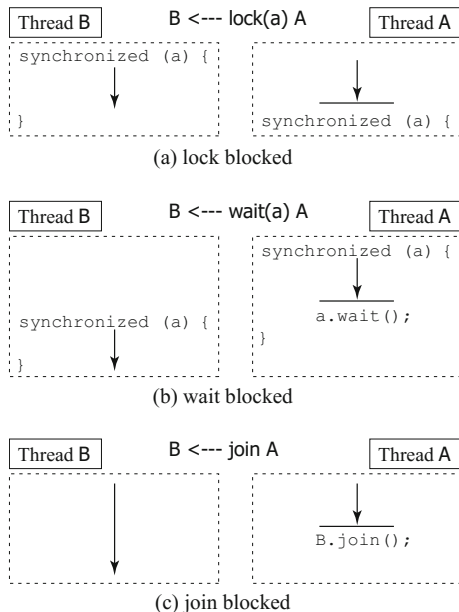 Thread B B <--- lock(a) A Thread A
synchronized (a) {
}
synchronized (a) {
(a) lock blocked
Thread B B <--- wait(a) A Thread A
synchronized (a) {
}
synchronized (a) {
a.wait();
}
(b) wait blocked
Thread B B <--- join A Thread A
B.join();
(c) join blocked